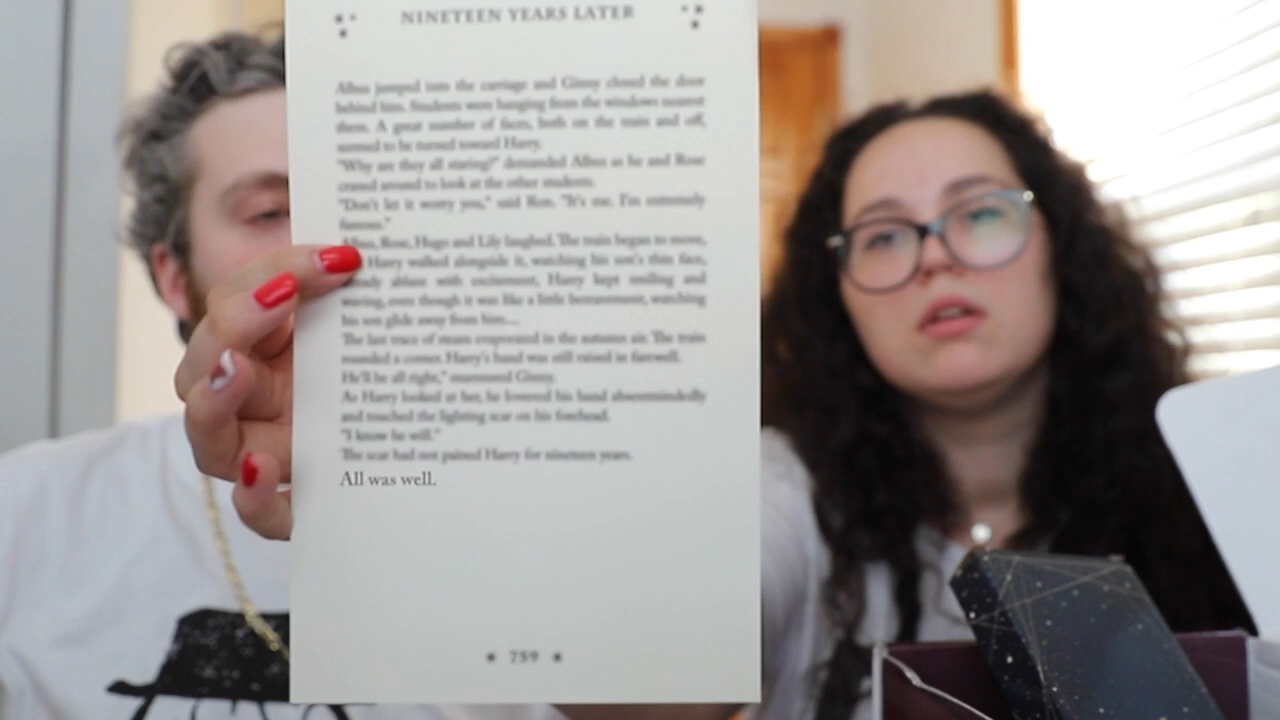 NINETEEN YEARS LATER
Albus jumped into the carriage and Ginny closed the door
behind him. Students were hanging from the windows nearest
them. A great number of faces, both on the train and off,
seemed to be turned toward Harry.
"Why are they all staring?" demanded Albus as he and Rose
craned around to look at the other students.
"Don't let it worry you," said Ron. "It's me. I'm extremely
famous."
Albus, Rose, Hugo and Lily laughed. The train began to move,
Harry walked alongside it, watching his son's thin face,
already ablaze with excitement, Harry kept smiling and
waving, even though it was like a little bereavement, watching
his son glide away from him....
The last trace of steam evaporated in the autumn air. The train
rounded a corner. Harry's hand was still raised in farewell.
He'll be all right," murmured Ginny.
As Harry looked at her, he lowered his hand absentmindedly
and touched the lighting scar on his forehead.
"I know he will."
The scar had not pained Harry for nineteen years.
All was well.
759